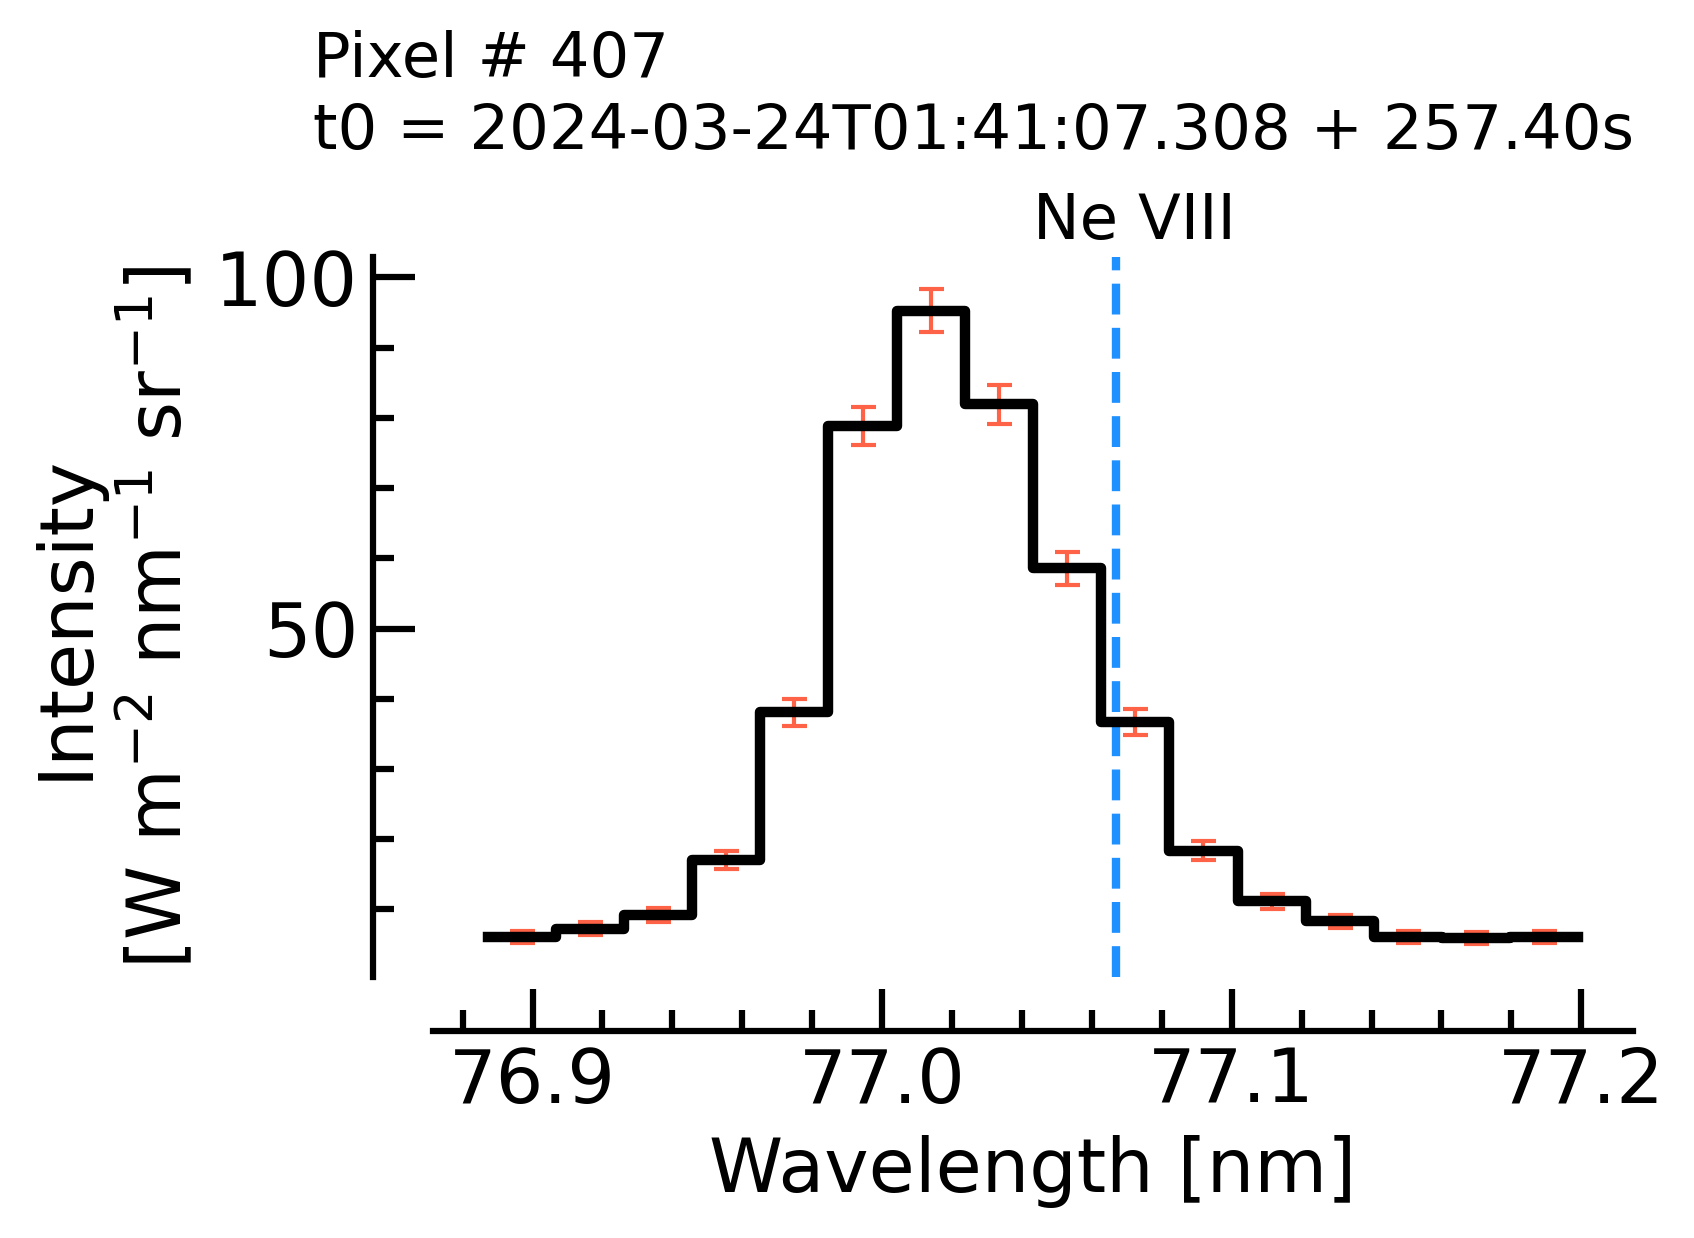 Pixel # 407
t0 = 2024-03-24T01:41:07.308 + 257.40s
Ne VIII
Intensity
[W m⁻² nm⁻¹ sr⁻¹]
100
50
76.9 77.0 77.1 77.2
Wavelength [nm]